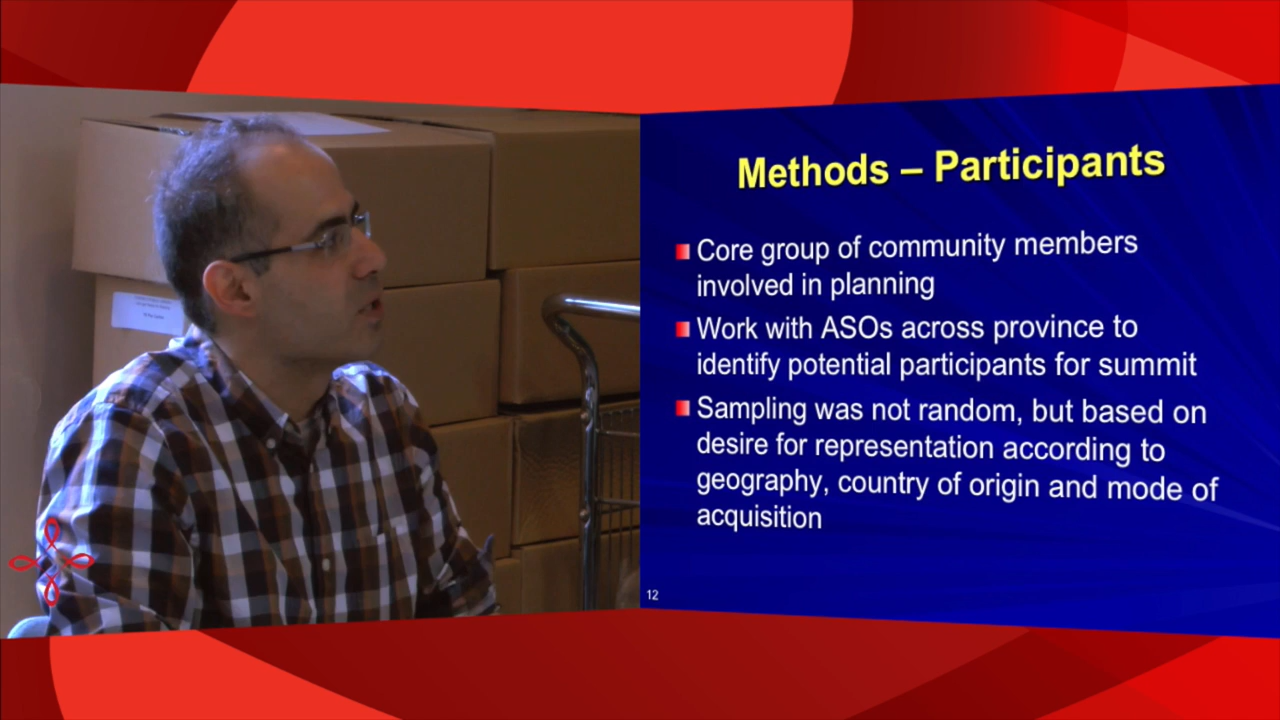 Methods – Participants
Core group of community members
involved in planning
Work with ASOs across province to
identify potential participants for summit
Sampling was not random, but based on
desire for representation according to
geography, country of origin and mode of
acquisition
12